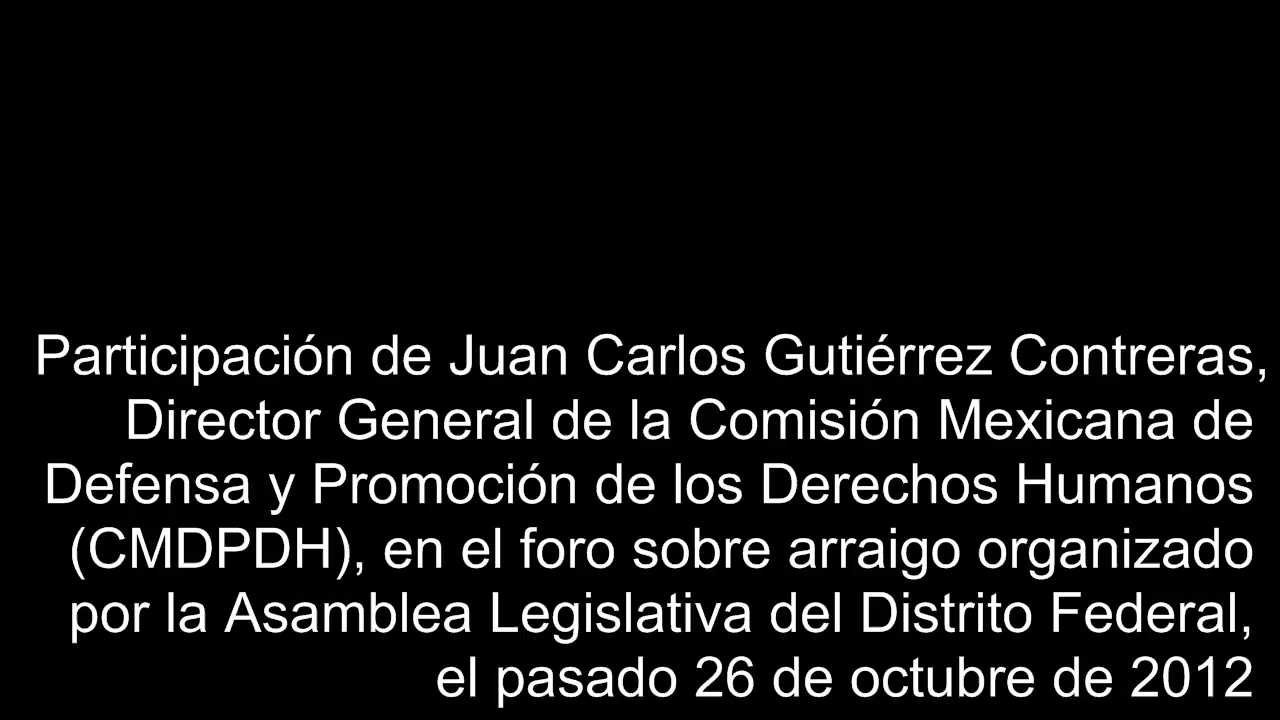 Participación de Juan Carlos Gutiérrez Contreras,
Director General de la Comisión Mexicana de
Defensa y Promoción de los Derechos Humanos
(CMDPDH), en el foro sobre arraigo organizado
por la Asamblea Legislativa del Distrito Federal,
el pasado 26 de octubre de 2012